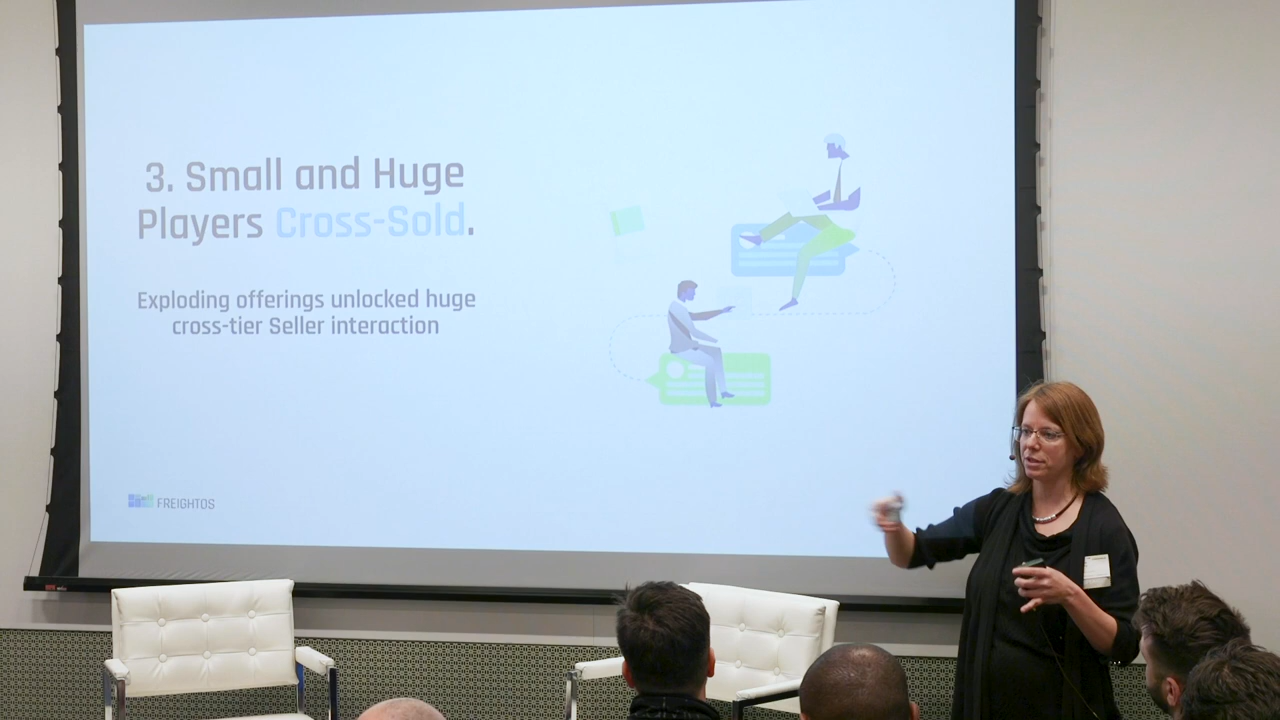 3. Small and Huge
Players Cross-Sold.
Exploding offerings unlocked huge
cross-tier Seller interaction
FREIGHTOS